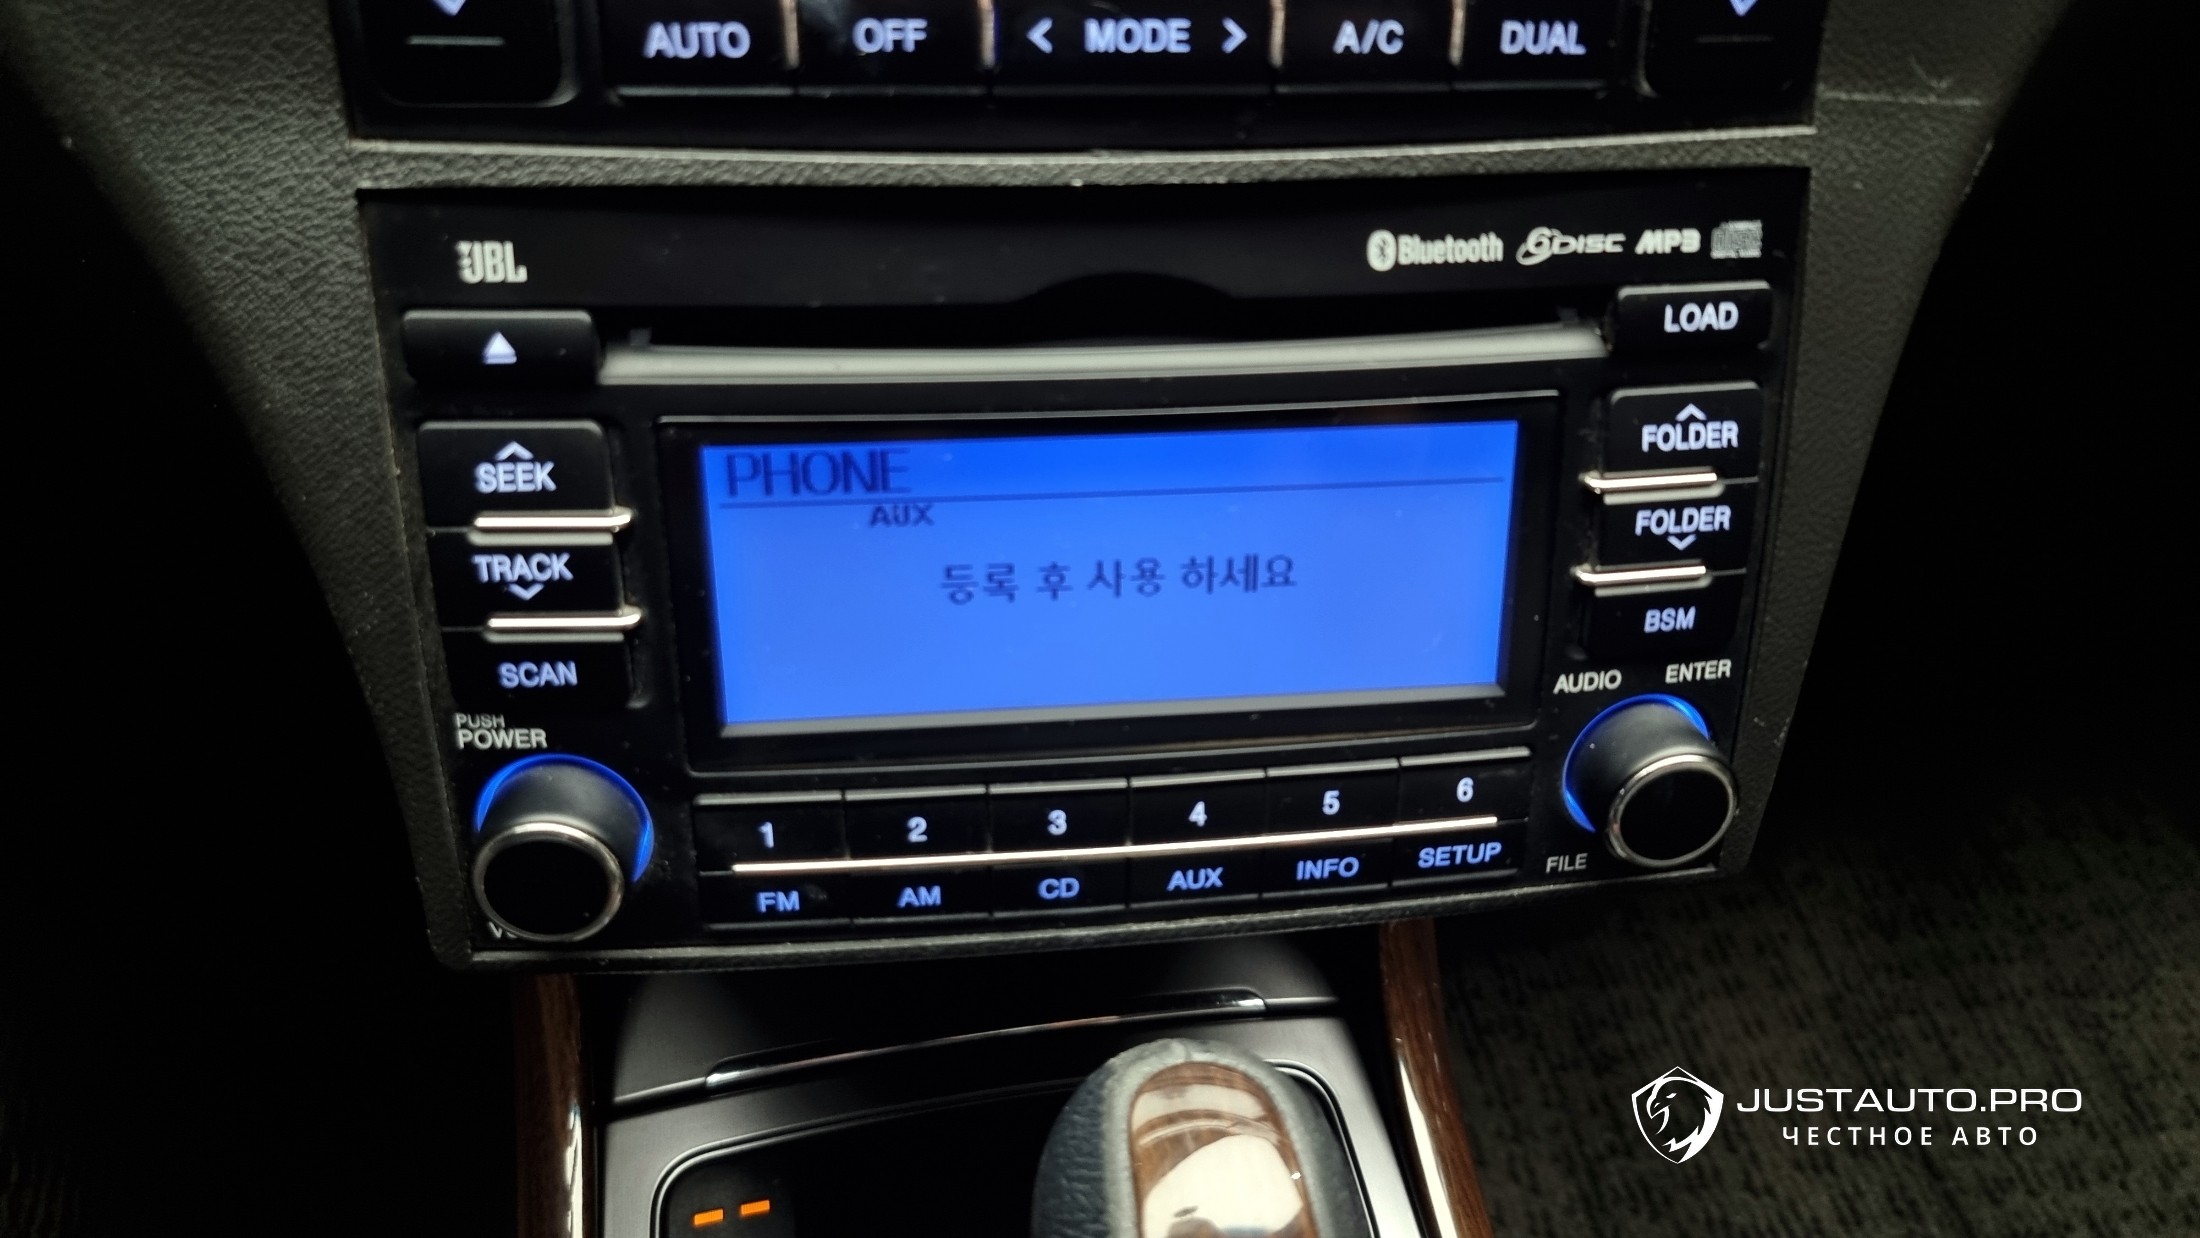 AUTO OFF < MODE > A/C DUAL
JBL
Bluetooth 6DISC MP3
LOAD
SEEK
FOLDER
TRACK
FOLDER
SCAN
BSM
PHONE
AUX
등록 후 사용 하세요
PUSH
POWER
AUDIO ENTER
FILE
1 2 3 4 5 6
FM AM CD AUX INFO SETUP
JUSTAUTO.PRO
ЧЕСТНОЕ АВТО